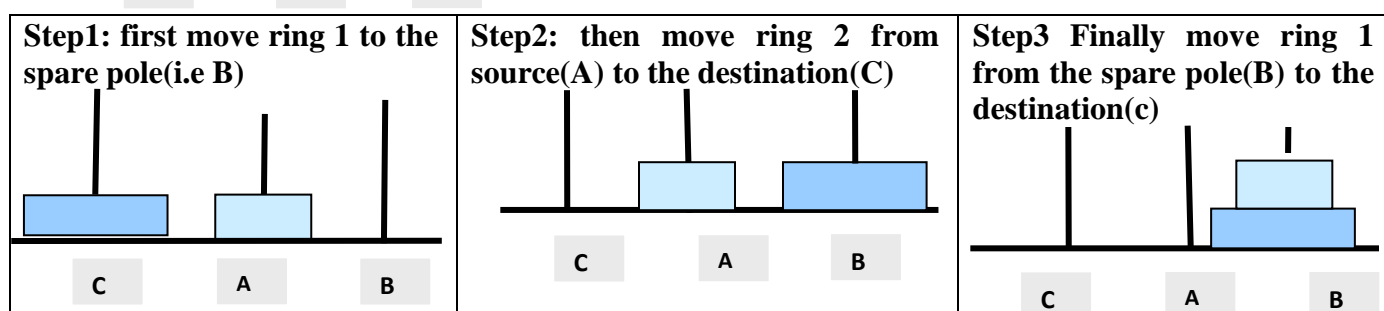 Step1: first move ring 1 to the
spare pole(i.e B)
C A B
Step2: then move ring 2 from
source(A) to the destination(C)
C A B
Step3 Finally move ring 1
from the spare pole(B) to the
destination(c)
C A B